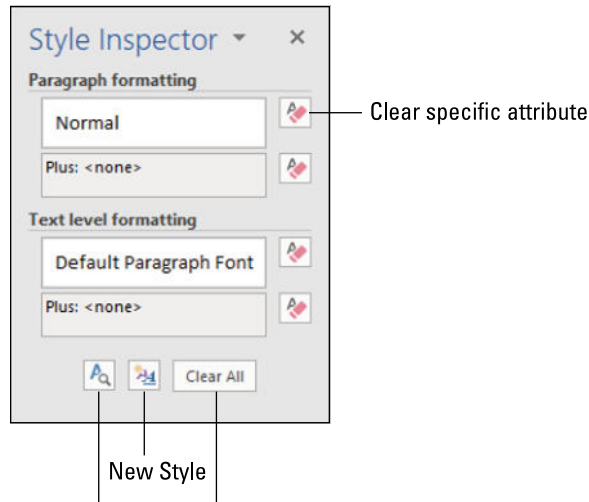 Style Inspector
Paragraph formatting
Clear specific attribute
Normal
Plus: <none>
Text level formatting
Default Paragraph Font
Plus: <none>
Clear All
New Style